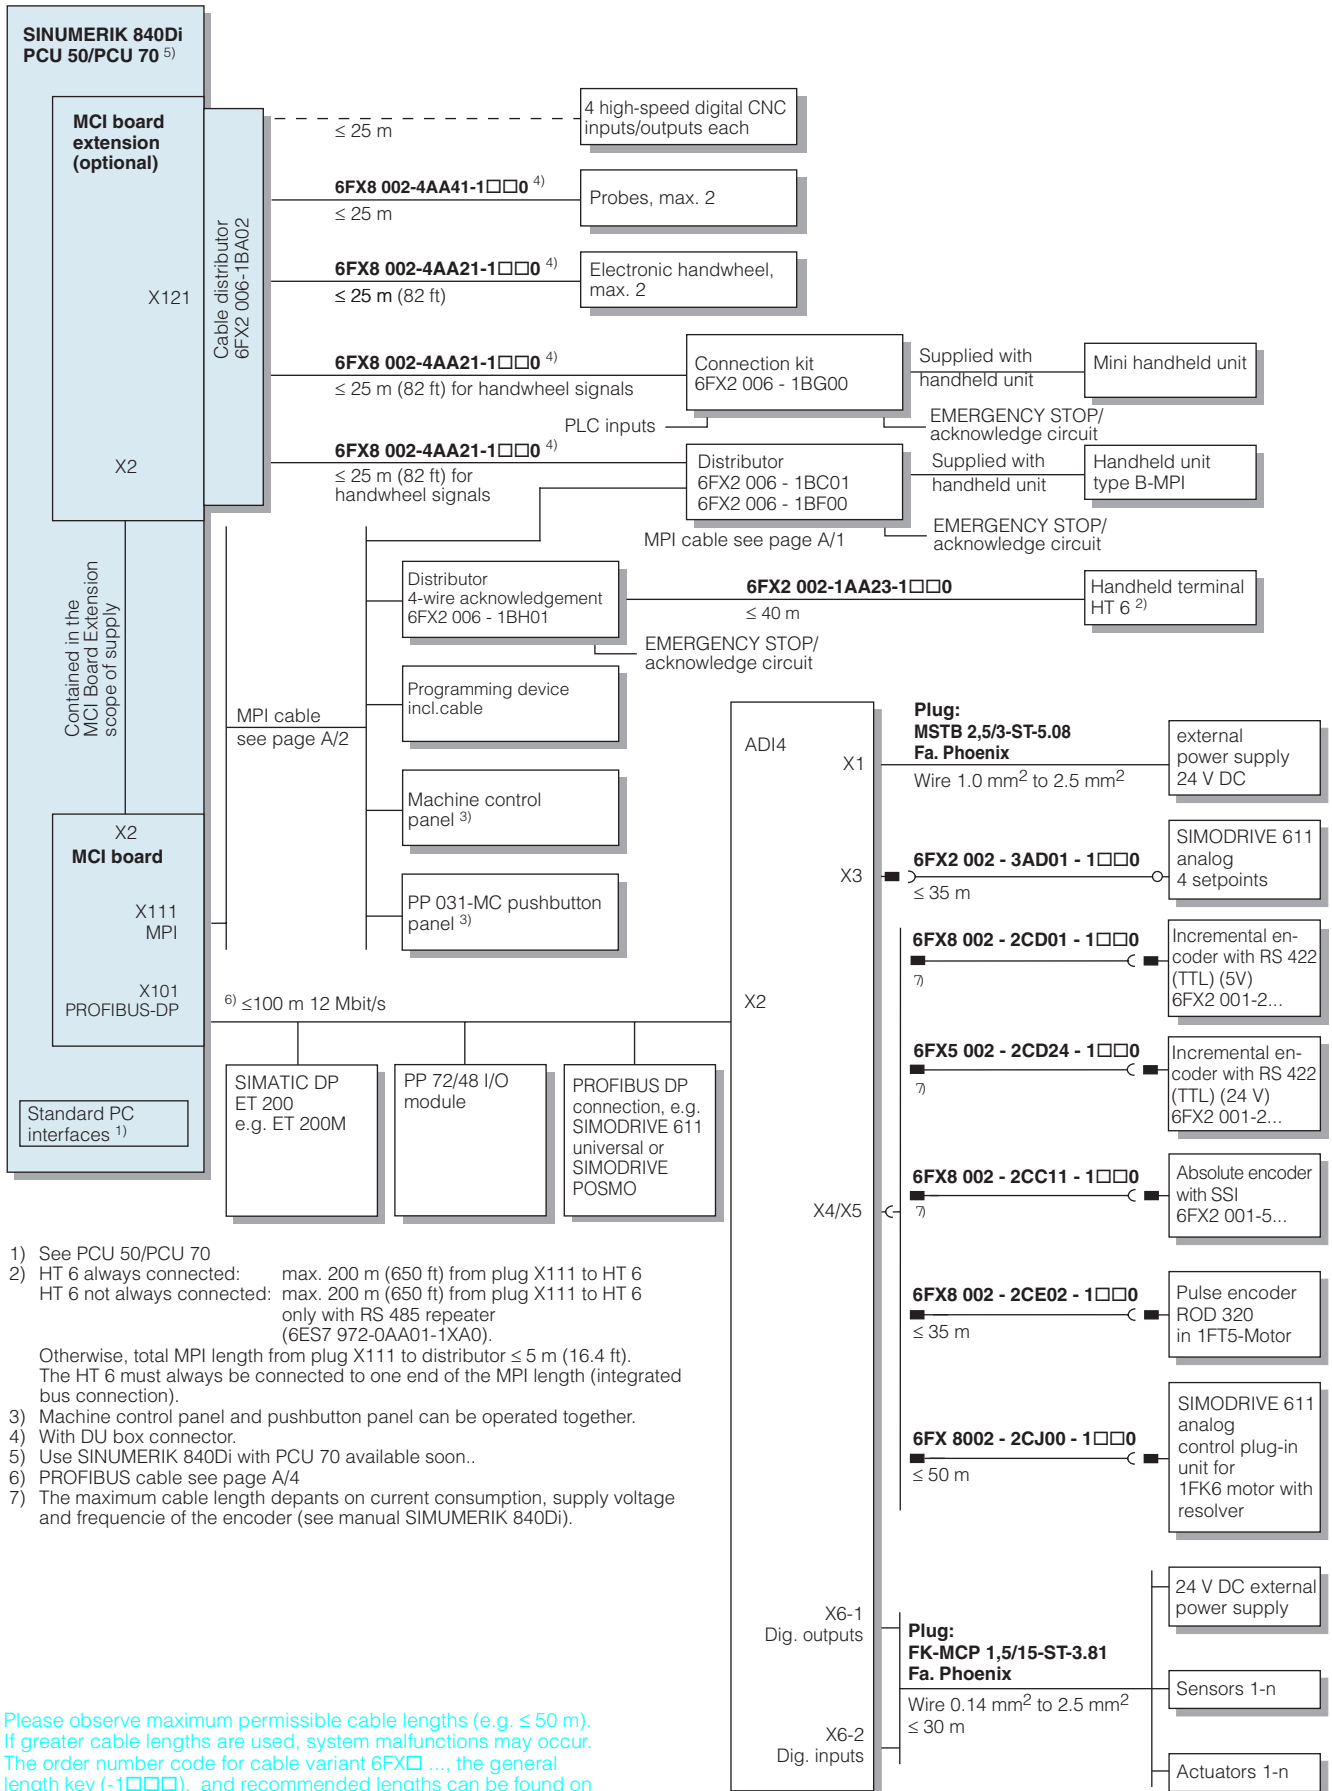 SINUMERIK 840Di
PCU 50/PCU 70 5)
MCI board
extension
(optional)
X121
X2
Cable distributor
6FX2 006-1BA02
≤ 25 m
4 high-speed digital CNC
inputs/outputs each
6FX8 002-4AA41-1□□0 4)
≤ 25 m
Probes, max. 2
6FX8 002-4AA21-1□□0 4)
≤ 25 m (82 ft)
Electronic handwheel,
max. 2
6FX8 002-4AA21-1□□0 4)
≤ 25 m (82 ft) for handwheel signals
Connection kit
6FX2 006 - 1BG00
Supplied with
handheld unit
Mini handheld unit
PLC inputs
EMERGENCY STOP/
acknowledge circuit
6FX8 002-4AA21-1□□0 4)
≤ 25 m (82 ft) for
handwheel signals
Distributor
6FX2 006 - 1BC01
6FX2 006 - 1BF00
Supplied with
handheld unit
Handheld unit
type B-MPI
MPI cable see page A/1
EMERGENCY STOP/
acknowledge circuit
Distributor
4-wire acknowledgement
6FX2 006 - 1BH01
6FX2 002-1AA23-1□□0
≤ 40 m
Handheld terminal
HT 6 2)
EMERGENCY STOP/
acknowledge circuit
Contained in the
MCI Board Extension
scope of supply
MPI cable
see page A/2
Programming device
incl.cable
Machine control
panel 3)
PP 031-MC pushbutton
panel 3)
X2
MCI board
X111
MPI
X101
PROFIBUS-DP
6) ≤100 m 12 Mbit/s
Standard PC
interfaces 1)
SIMATIC DP
ET 200
e.g. ET 200M
PP 72/48 I/O
module
PROFIBUS DP
connection, e.g.
SIMODRIVE 611
universal or
SIMODRIVE
POSMO
ADI4
X1
Plug:
MSTB 2,5/3-ST-5.08
Fa. Phoenix
Wire 1.0 mm2 to 2.5 mm2
external
power supply
24 V DC
X3
6FX2 002 - 3AD01 - 1□□0
≤ 35 m
SIMODRIVE 611
analog
4 setpoints
X2
6FX8 002 - 2CD01 - 1□□0
7)
Incremental en-
coder with RS 422
(TTL) (5V)
6FX2 001-2...
6FX5 002 - 2CD24 - 1□□0
7)
Incremental en-
coder with RS 422
(TTL) (24 V)
6FX2 001-2...
X4/X5
6FX8 002 - 2CC11 - 1□□0
7)
Absolute encoder
with SSI
6FX2 001-5...
6FX8 002 - 2CE02 - 1□□0
≤ 35 m
Pulse encoder
ROD 320
in 1FT5-Motor
6FX 8002 - 2CJ00 - 1□□0
≤ 50 m
SIMODRIVE 611
analog
control plug-in
unit for
1FK6 motor with
resolver
X6-1
Dig. outputs
X6-2
Dig. inputs
Plug:
FK-MCP 1,5/15-ST-3.81
Fa. Phoenix
Wire 0.14 mm2 to 2.5 mm2
≤ 30 m
24 V DC external
power supply
Sensors 1-n
Actuators 1-n
1) See PCU 50/PCU 70
2) HT 6 always connected: max. 200 m (650 ft) from plug X111 to HT 6
HT 6 not always connected: max. 200 m (650 ft) from plug X111 to HT 6
only with RS 485 repeater
(6ES7 972-0AA01-1XA0).
Otherwise, total MPI length from plug X111 to distributor ≤ 5 m (16.4 ft).
The HT 6 must always be connected to one end of the MPI length (integrated
bus connection).
3) Machine control panel and pushbutton panel can be operated together.
4) With DU box connector.
5) Use SINUMERIK 840Di with PCU 70 available soon..
6) PROFIBUS cable see page A/4
7) The maximum cable length depants on current consumption, supply voltage
and frequencie of the encoder (see manual SIMUMERIK 840Di).
Please observe maximum permissible cable lengths (e.g. ≤ 50 m).
If greater cable lengths are used, system malfunctions may occur.
The order number code for cable variant 6FX□ ..., the general
length key (-1□□□), and recommended lengths can be found on